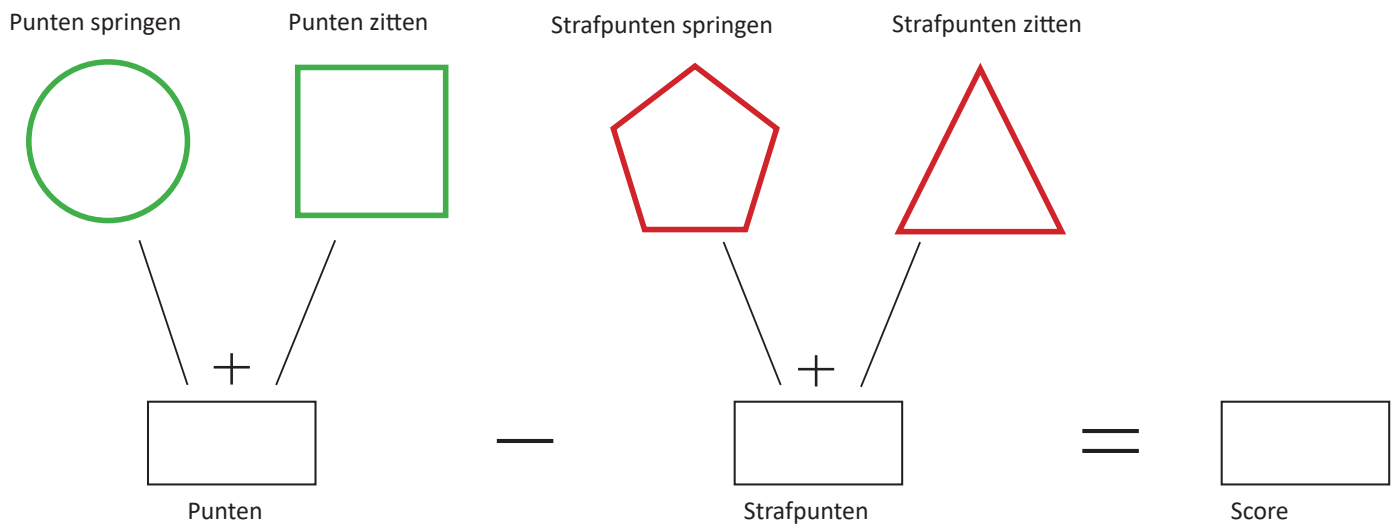 Punten springen
Punten zitten
Strafpunten springen
Strafpunten zitten
+
+
—
=
Punten
Strafpunten
Score